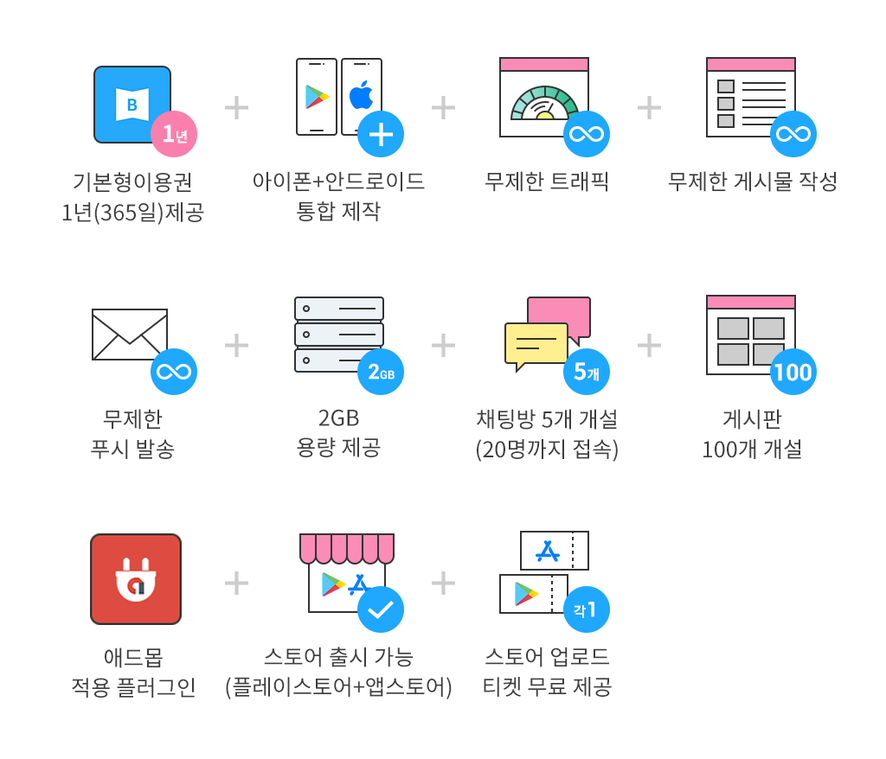 B
1년
기본형이용권
1년(365일)제공
아이폰+안드로이드
통합 제작
무제한 트래픽
무제한 게시물 작성
무제한
푸시 발송
2GB
2GB
용량 제공
5개
채팅방 5개 개설
(20명까지 접속)
100
게시판
100개 개설
a
애드몹
적용 플러그인
스토어 출시 가능
(플레이스토어+앱스토어)
각1
스토어 업로드
티켓 무료 제공